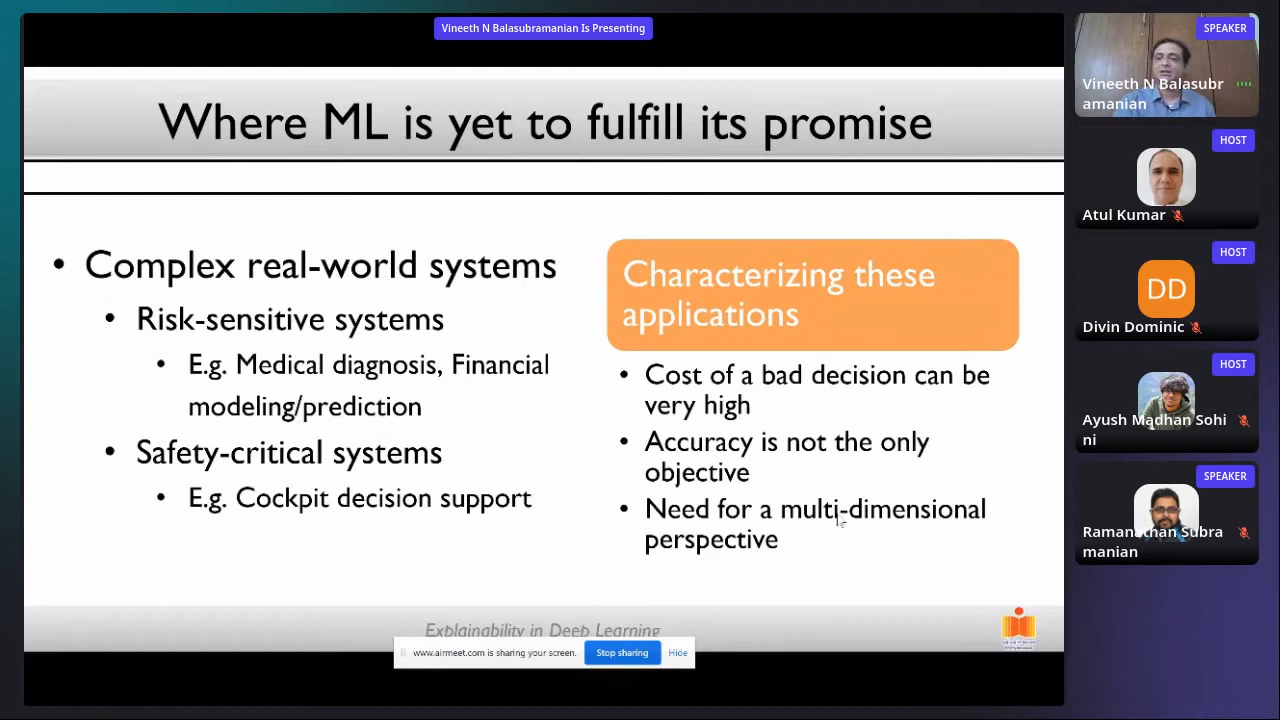 Vineeth N Balasubramanian Is Presenting
Where ML is yet to fulfill its promise
• Complex real-world systems
• Risk-sensitive systems
• E.g. Medical diagnosis, Financial
modeling/prediction
• Safety-critical systems
• E.g. Cockpit decision support
Characterizing these
applications
• Cost of a bad decision can be
very high
• Accuracy is not the only
objective
• Need for a multi-dimensional
perspective
Explainability in Deep Learning
www.airmeet.com is sharing your screen.
Stop sharing
Hide
SPEAKER
Vineeth N Balasubr
amanian
HOST
Atul Kumar
HOST
DD
Divin Dominic
HOST
Ayush Madhan Sohi
ni
SPEAKER
Ramanathan Subra
manian